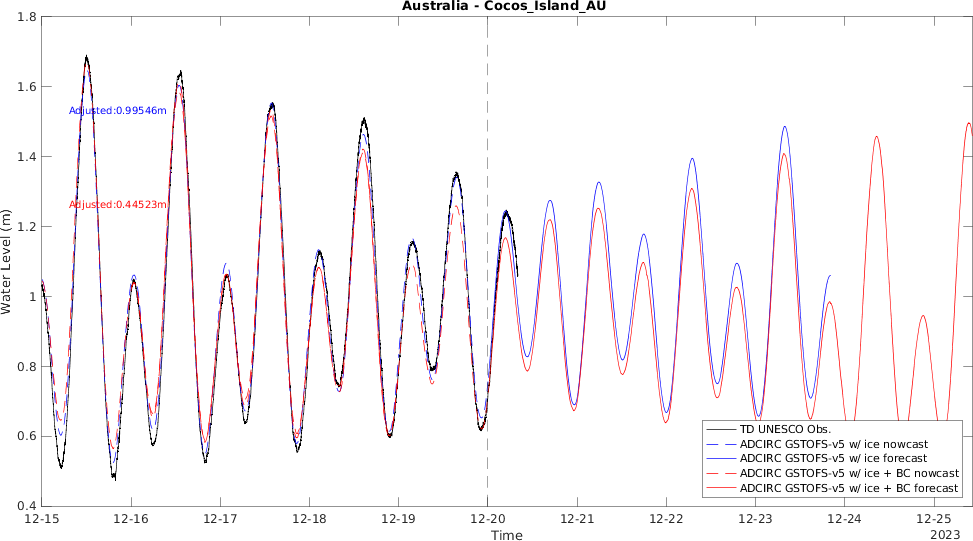 Australia - Cocos_Island_AU
1.8
1.6
1.4
1.2
1
0.8
0.6
0.4
Water Level (m)
Adjusted:0.99546m
Adjusted:0.44523m
TD UNESCO Obs.
ADCIRC GSTOFS-v5 w/ ice nowcast
ADCIRC GSTOFS-v5 w/ ice forecast
ADCIRC GSTOFS-v5 w/ ice + BC nowcast
ADCIRC GSTOFS-v5 w/ ice + BC forecast
12-15 12-16 12-17 12-18 12-19 12-20 12-21 12-22 12-23 12-24 12-25
2023
Time